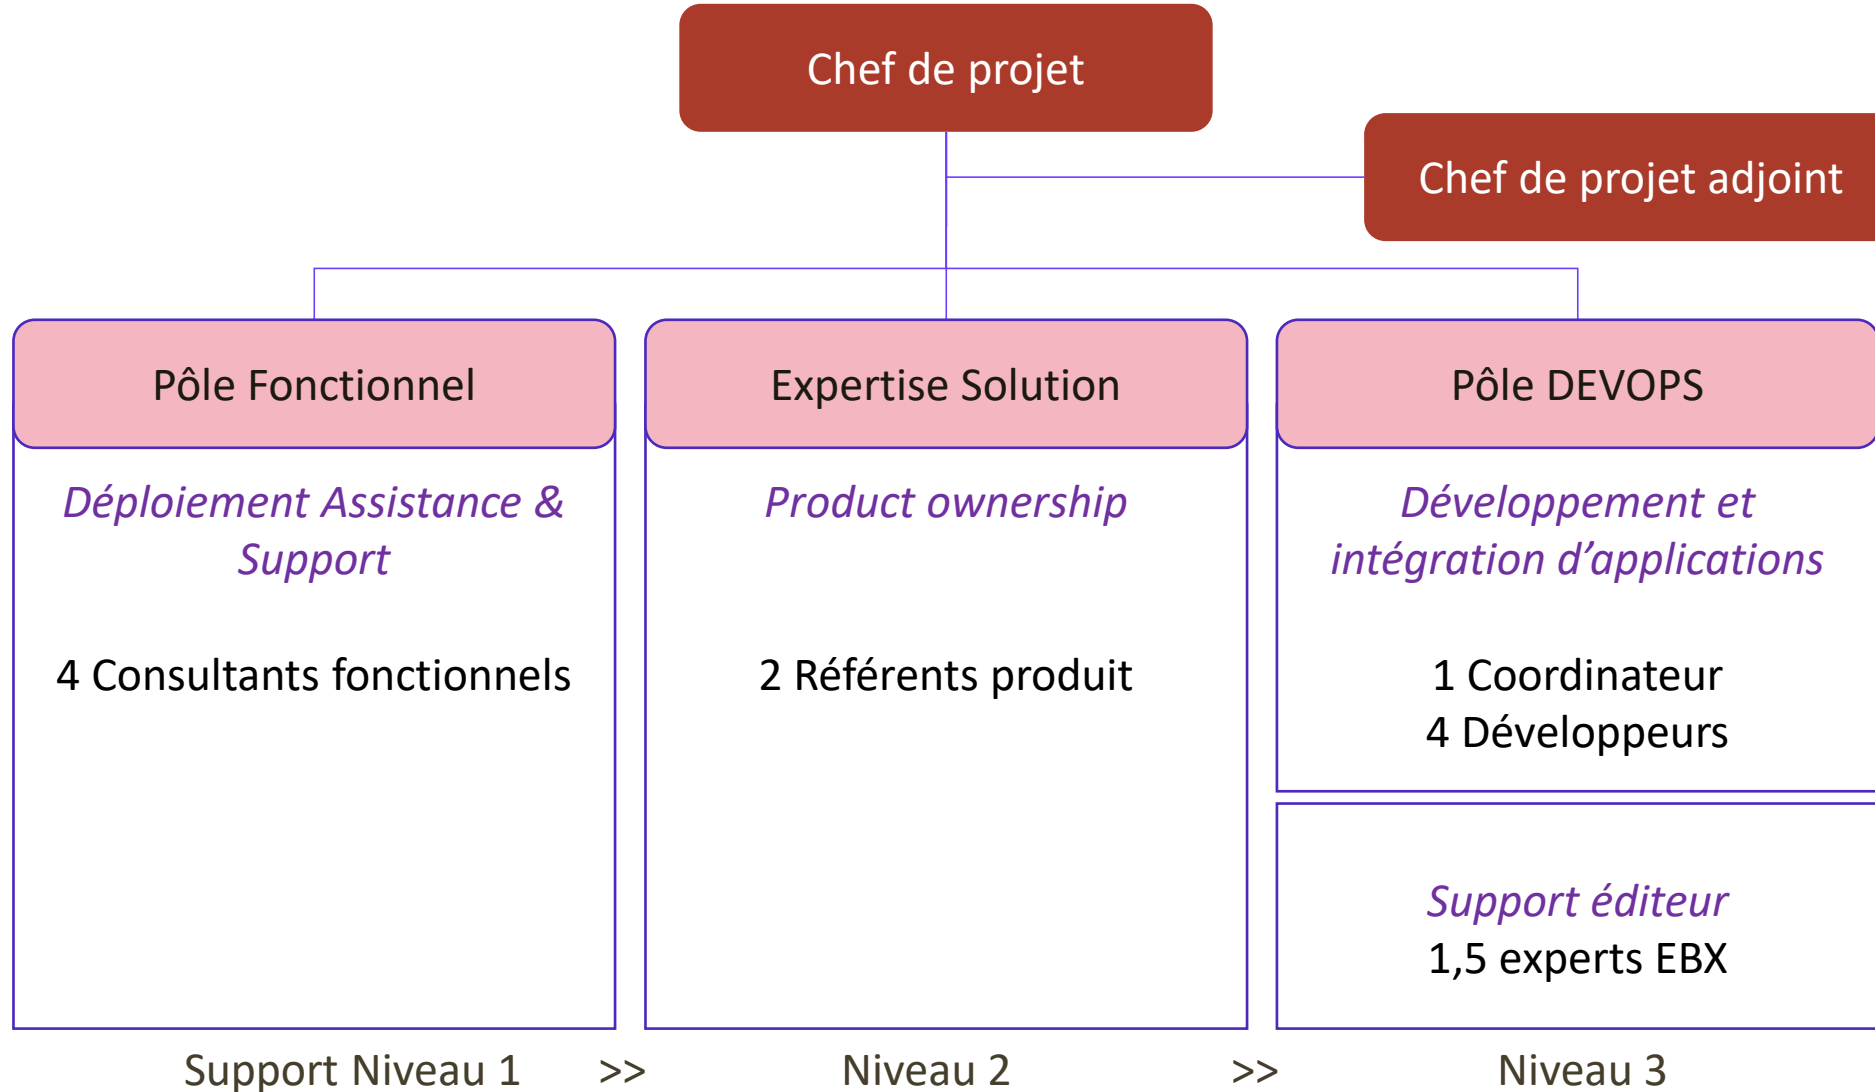 Chef de projet
Chef de projet adjoint
Pôle Fonctionnel
Déploiement Assistance &
Support
4 Consultants fonctionnels
Expertise Solution
Product ownership
2 Référents produit
Pôle DEVOPS
Développement et
intégration d’applications
1 Coordinateur
4 Développeurs
Support éditeur
1,5 experts EBX
Support Niveau 1 >> Niveau 2 >> Niveau 3